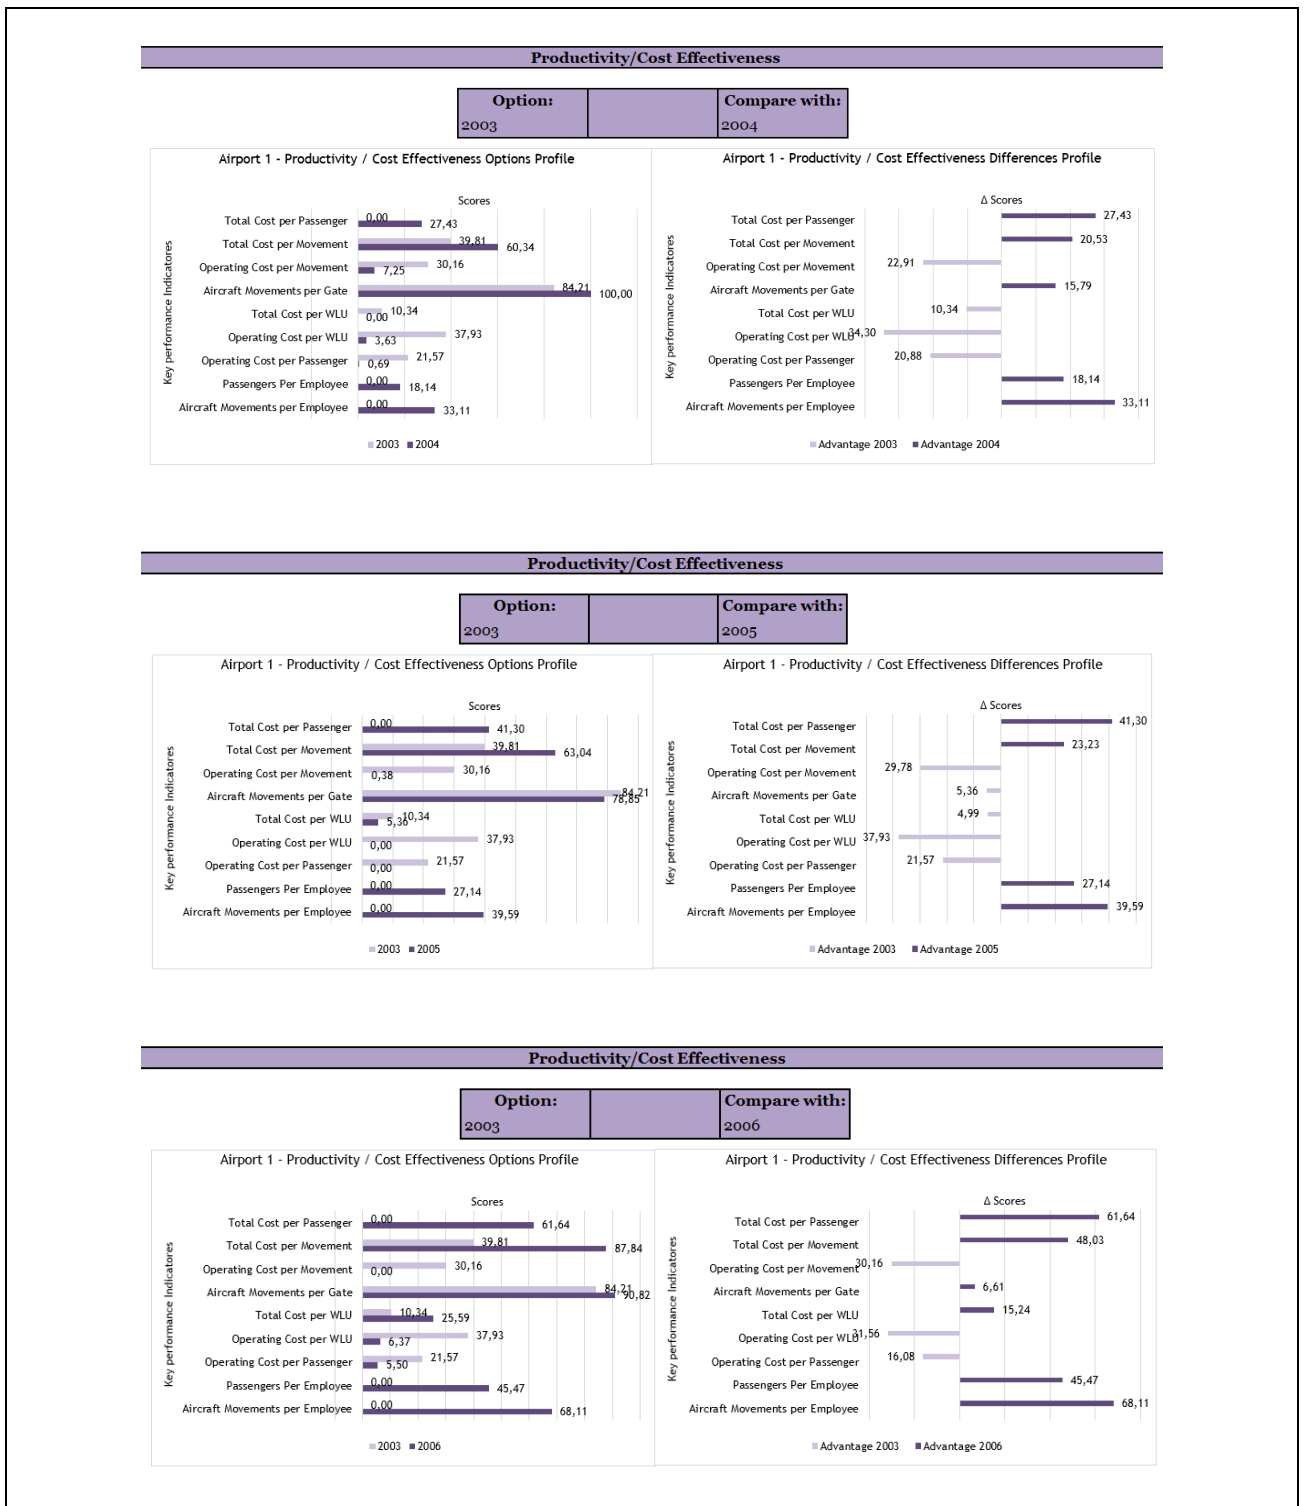 Productivity/Cost Effectiveness
Option: Compare with:
2003 2004
Airport 1 - Productivity / Cost Effectiveness Options Profile
Scores
Key performance Indicatores
Total Cost per Passenger 0,00 27,43
Total Cost per Movement 39,81 60,34
Operating Cost per Movement 30,16 7,25
Aircraft Movements per Gate 84,21 100,00
Total Cost per WLU 10,34 0,00
Operating Cost per WLU 37,93 3,63
Operating Cost per Passenger 21,57 0,69
Passengers Per Employee 0,00 18,14
Aircraft Movements per Employee 0,00 33,11
2003 2004
Airport 1 - Productivity / Cost Effectiveness Differences Profile
Δ Scores
Key performance Indicatores
Total Cost per Passenger 27,43
Total Cost per Movement 20,53
Operating Cost per Movement 22,91
Aircraft Movements per Gate 15,79
Total Cost per WLU 10,34
Operating Cost per WLU 34,30
Operating Cost per Passenger 20,88
Passengers Per Employee 18,14
Aircraft Movements per Employee 33,11
Advantage 2003 Advantage 2004
Productivity/Cost Effectiveness
Option: Compare with:
2003 2005
Airport 1 - Productivity / Cost Effectiveness Options Profile
Scores
Key performance Indicatores
Total Cost per Passenger 0,00 41,30
Total Cost per Movement 39,81 63,04
Operating Cost per Movement 30,16 0,38
Aircraft Movements per Gate 84,21 78,85
Total Cost per WLU 10,34 5,36
Operating Cost per WLU 37,93 0,00
Operating Cost per Passenger 21,57 0,00
Passengers Per Employee 0,00 27,14
Aircraft Movements per Employee 0,00 39,59
2003 2005
Airport 1 - Productivity / Cost Effectiveness Differences Profile
Δ Scores
Key performance Indicatores
Total Cost per Passenger 41,30
Total Cost per Movement 23,23
Operating Cost per Movement 29,78
Aircraft Movements per Gate 5,36
Total Cost per WLU 4,99
Operating Cost per WLU 37,93
Operating Cost per Passenger 21,57
Passengers Per Employee 27,14
Aircraft Movements per Employee 39,59
Advantage 2003 Advantage 2005
Productivity/Cost Effectiveness
Option: Compare with:
2003 2006
Airport 1 - Productivity / Cost Effectiveness Options Profile
Scores
Key performance Indicatores
Total Cost per Passenger 0,00 61,64
Total Cost per Movement 39,81 87,84
Operating Cost per Movement 30,16 0,00
Aircraft Movements per Gate 84,21 90,82
Total Cost per WLU 10,34 25,59
Operating Cost per WLU 37,93 6,37
Operating Cost per Passenger 21,57 5,50
Passengers Per Employee 0,00 45,47
Aircraft Movements per Employee 0,00 68,11
2003 2006
Airport 1 - Productivity / Cost Effectiveness Differences Profile
Δ Scores
Key performance Indicatores
Total Cost per Passenger 61,64
Total Cost per Movement 48,03
Operating Cost per Movement 30,16
Aircraft Movements per Gate 6,61
Total Cost per WLU 15,24
Operating Cost per WLU 31,56
Operating Cost per Passenger 16,08
Passengers Per Employee 45,47
Aircraft Movements per Employee 68,11
Advantage 2003 Advantage 2006